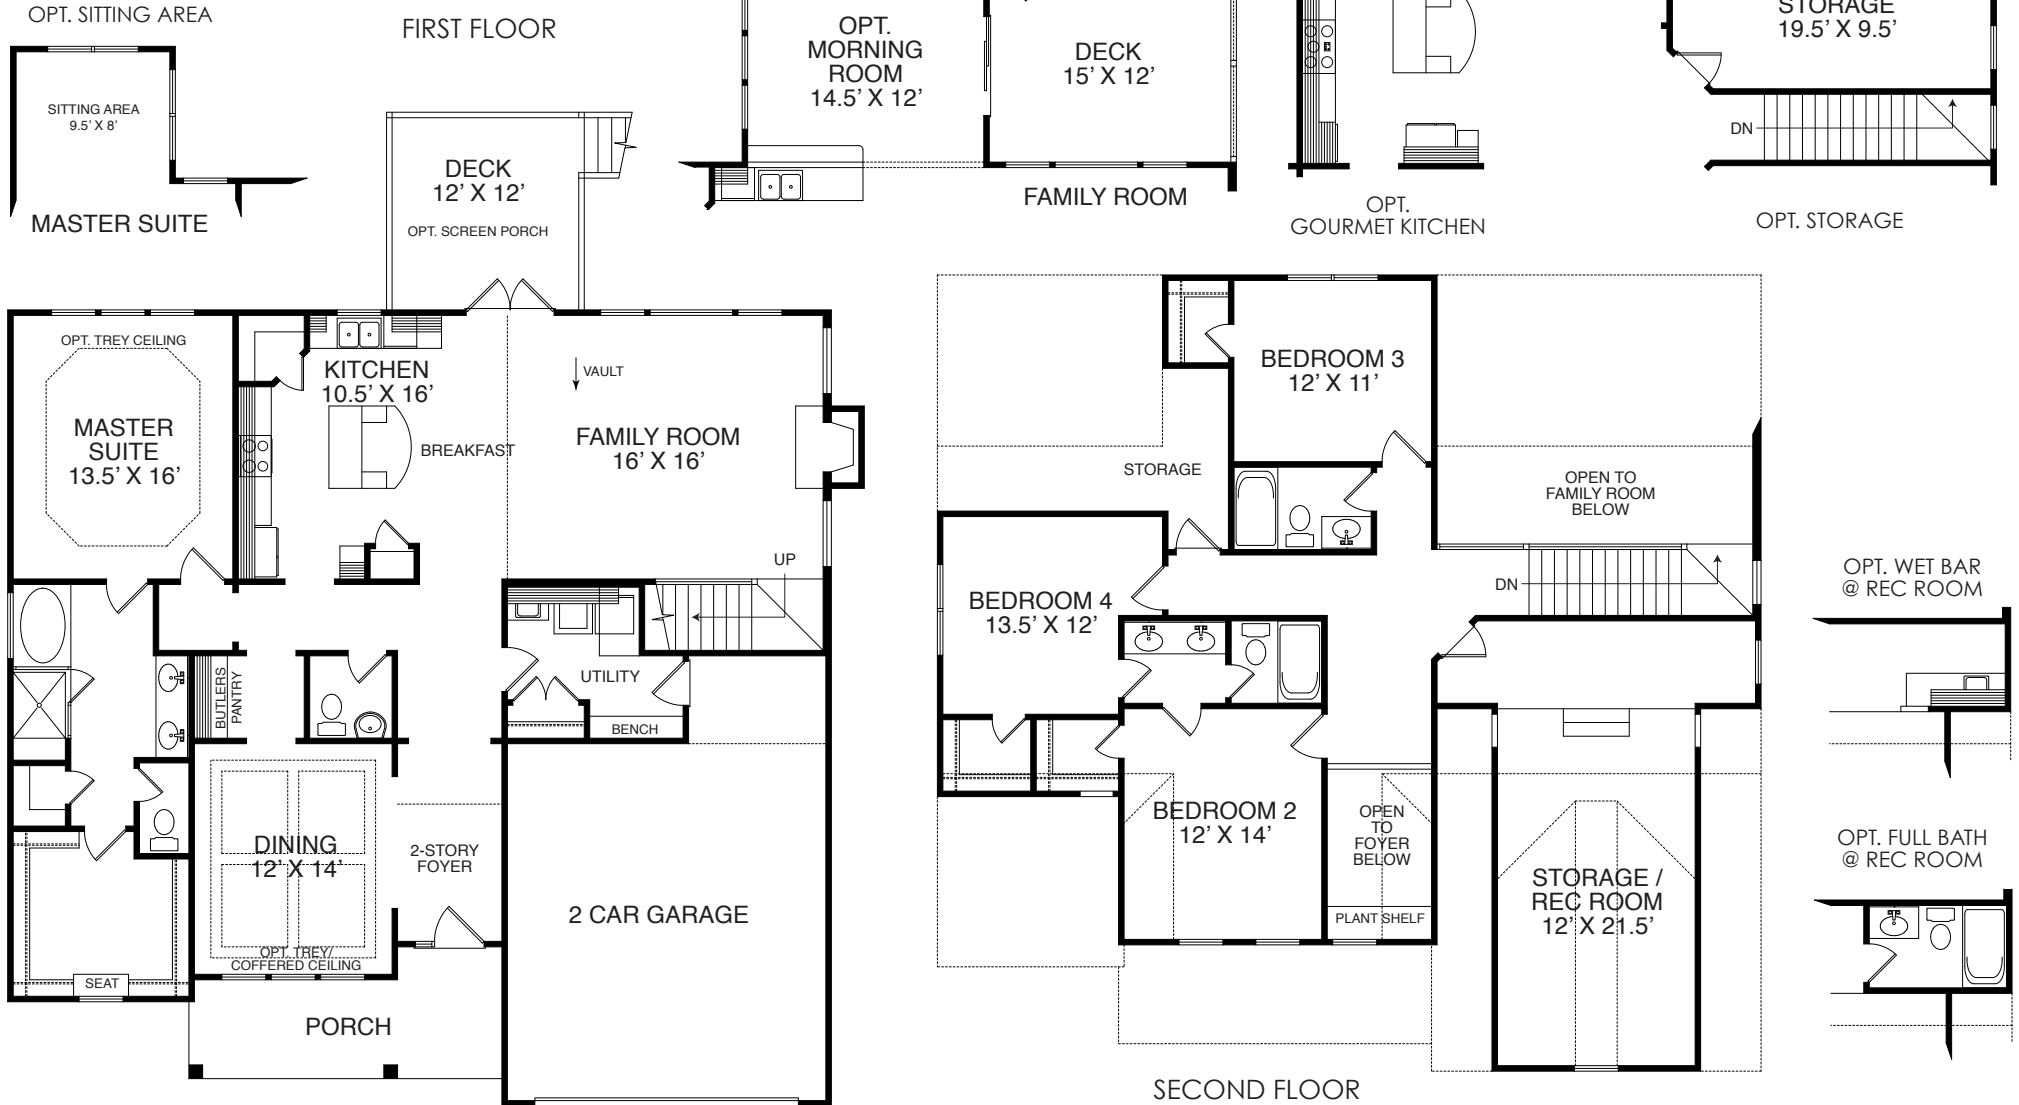 OPT. SITTING AREA
SITTING AREA
9.5’ X 8’
MASTER SUITE
FIRST FLOOR
DECK
12’ X 12’
OPT. SCREEN PORCH
OPT.
MORNING
ROOM
14.5’ X 12’
DECK
15’ X 12’
FAMILY ROOM
OPT.
GOURMET KITCHEN
STORAGE
19.5’ X 9.5’
DN
OPT. STORAGE
OPT. TREY CEILING
MASTER
SUITE
13.5’ X 16’
KITCHEN
10.5’ X 16’
BREAKFAST
VAULT
FAMILY ROOM
16’ X 16’
UP
UTILITY
BENCH
BUTLERS
PANTRY
DINING
12’ X 14’
OPT. TREY/
COFFERED CEILING
2-STORY
FOYER
2 CAR GARAGE
SEAT
PORCH
BEDROOM 3
12’ X 11’
STORAGE
OPEN TO
FAMILY ROOM
BELOW
DN
BEDROOM 4
13.5’ X 12’
BEDROOM 2
12’ X 14’
OPEN
TO
FOYER
BELOW
PLANT SHELF
STORAGE /
REC ROOM
12’ X 21.5’
SECOND FLOOR
OPT. WET BAR
@ REC ROOM
OPT. FULL BATH
@ REC ROOM